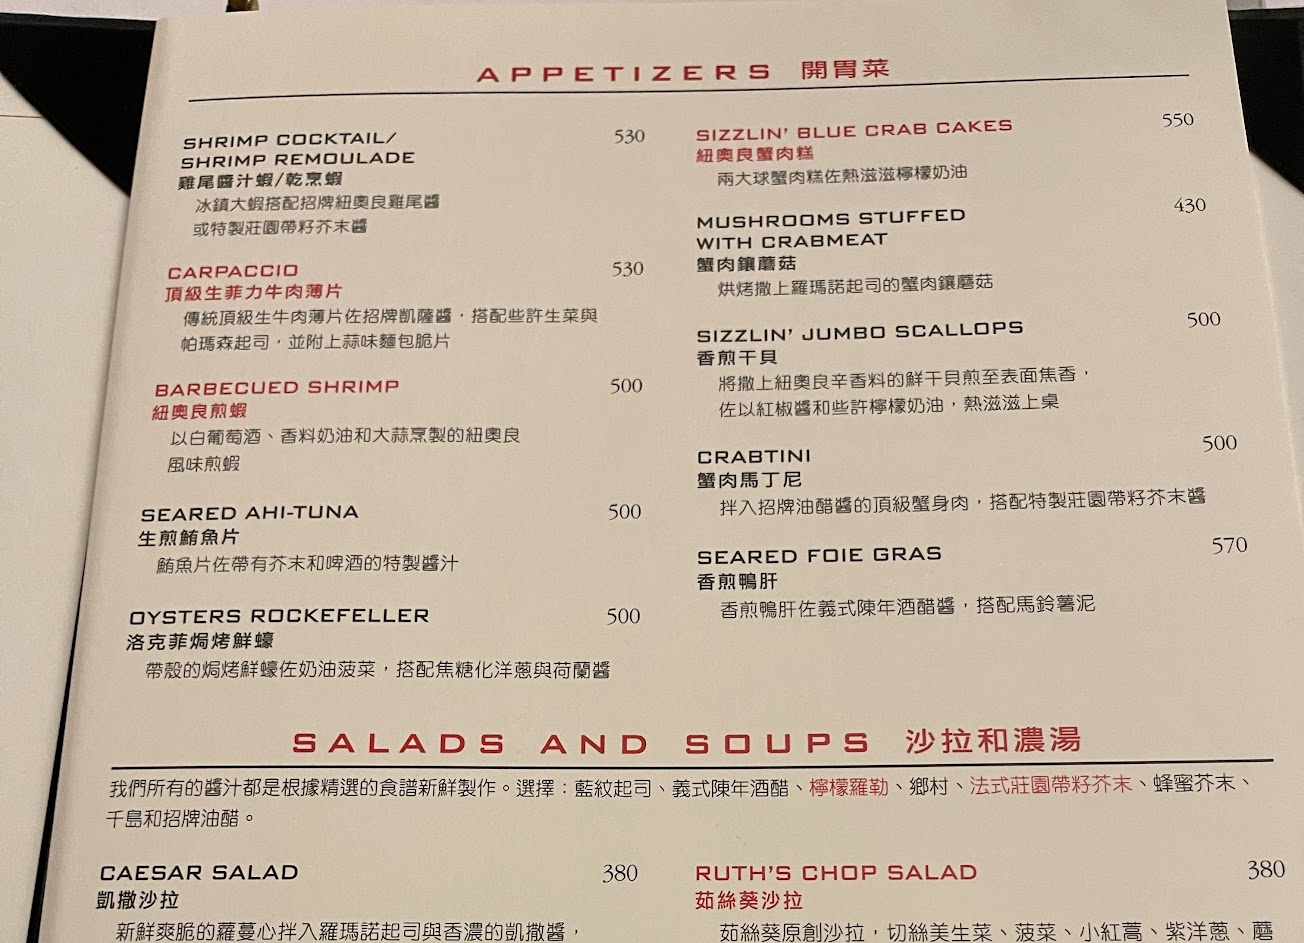 APPETIZERS 開胃菜
SHRIMP COCKTAIL/ 530
SHRIMP REMOULADE
雞尾醬汁蝦/乾烹蝦
冰鎮大蝦搭配招牌紐奧良雞尾醬
或特製莊園帶籽芥末醬
CARPACCIO 530
頂級生菲力牛肉薄片
傳統頂級生牛肉薄片佐招牌凱薩醬，搭配些許生菜與
帕瑪森起司，並附上蒜味麵包脆片
BARBECUED SHRIMP 500
紐奧良煎蝦
以白葡萄酒、香料奶油和大蒜烹製的紐奧良
風味煎蝦
SEARED AHI-TUNA 500
生煎鮪魚片
鮪魚片佐帶有芥末和啤酒的特製醬汁
OYSTERS ROCKEFELLER 500
洛克菲焗烤鮮蠔
帶殼的焗烤鮮蠔佐奶油菠菜，搭配焦糖化洋蔥與荷蘭醬
SIZZLIN' BLUE CRAB CAKES 550
紐奧良蟹肉糕
兩大球蟹肉糕佐熱滋滋檸檬奶油
MUSHROOMS STUFFED 430
WITH CRABMEAT
蟹肉鑲蘑菇
烘烤撒上羅瑪諾起司的蟹肉鑲蘑菇
SIZZLIN' JUMBO SCALLOPS 500
香煎干貝
將撒上紐奧良辛香料的鮮干貝煎至表面焦香，
佐以紅椒醬和些許檸檬奶油，熱滋滋上桌
CRABTINI 500
蟹肉馬丁尼
拌入招牌油醋醬的頂級蟹身肉，搭配特製莊園帶籽芥末醬
SEARED FOIE GRAS 570
香煎鴨肝
香煎鴨肝佐義式陳年酒醋醬，搭配馬鈴薯泥
SALADS AND SOUPS 沙拉和濃湯
我們所有的醬汁都是根據精選的食譜新鮮製作。選擇：藍紋起司、義式陳年酒醋、檸檬羅勒、鄉村、法式莊園帶籽芥末、蜂蜜芥末、
千島和招牌油醋。
CAESAR SALAD 380
凱撒沙拉
新鮮爽脆的蘿蔓心拌入羅瑪諾起司與香濃的凱撒醬，
RUTH'S CHOP SALAD 380
茹絲葵沙拉
茹絲葵原創沙拉，切絲美生菜、菠菜、小紅蒿、紫洋蔥、蘑